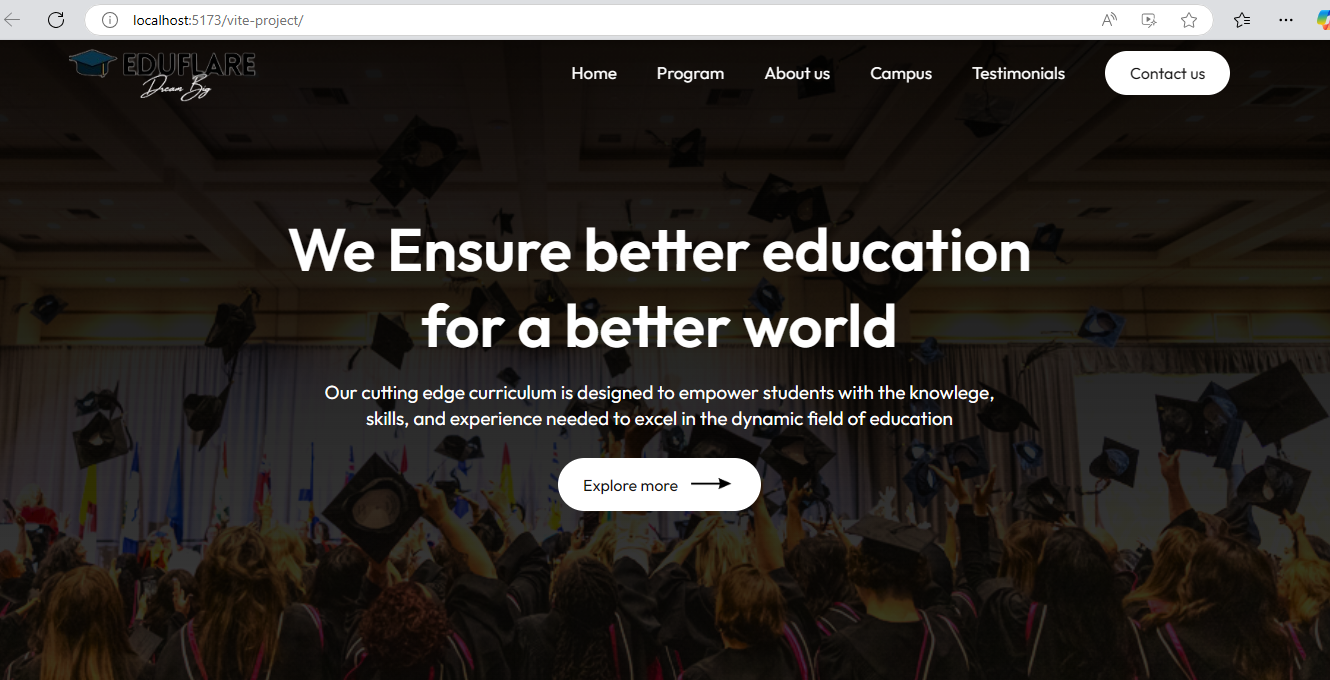 localhost:5173/vite-project/
EDUFLARE
Dream Big
Home Program About us Campus Testimonials Contact us
We Ensure better education
for a better world
Our cutting edge curriculum is designed to empower students with the knowlege,
skills, and experience needed to excel in the dynamic field of education
Explore more